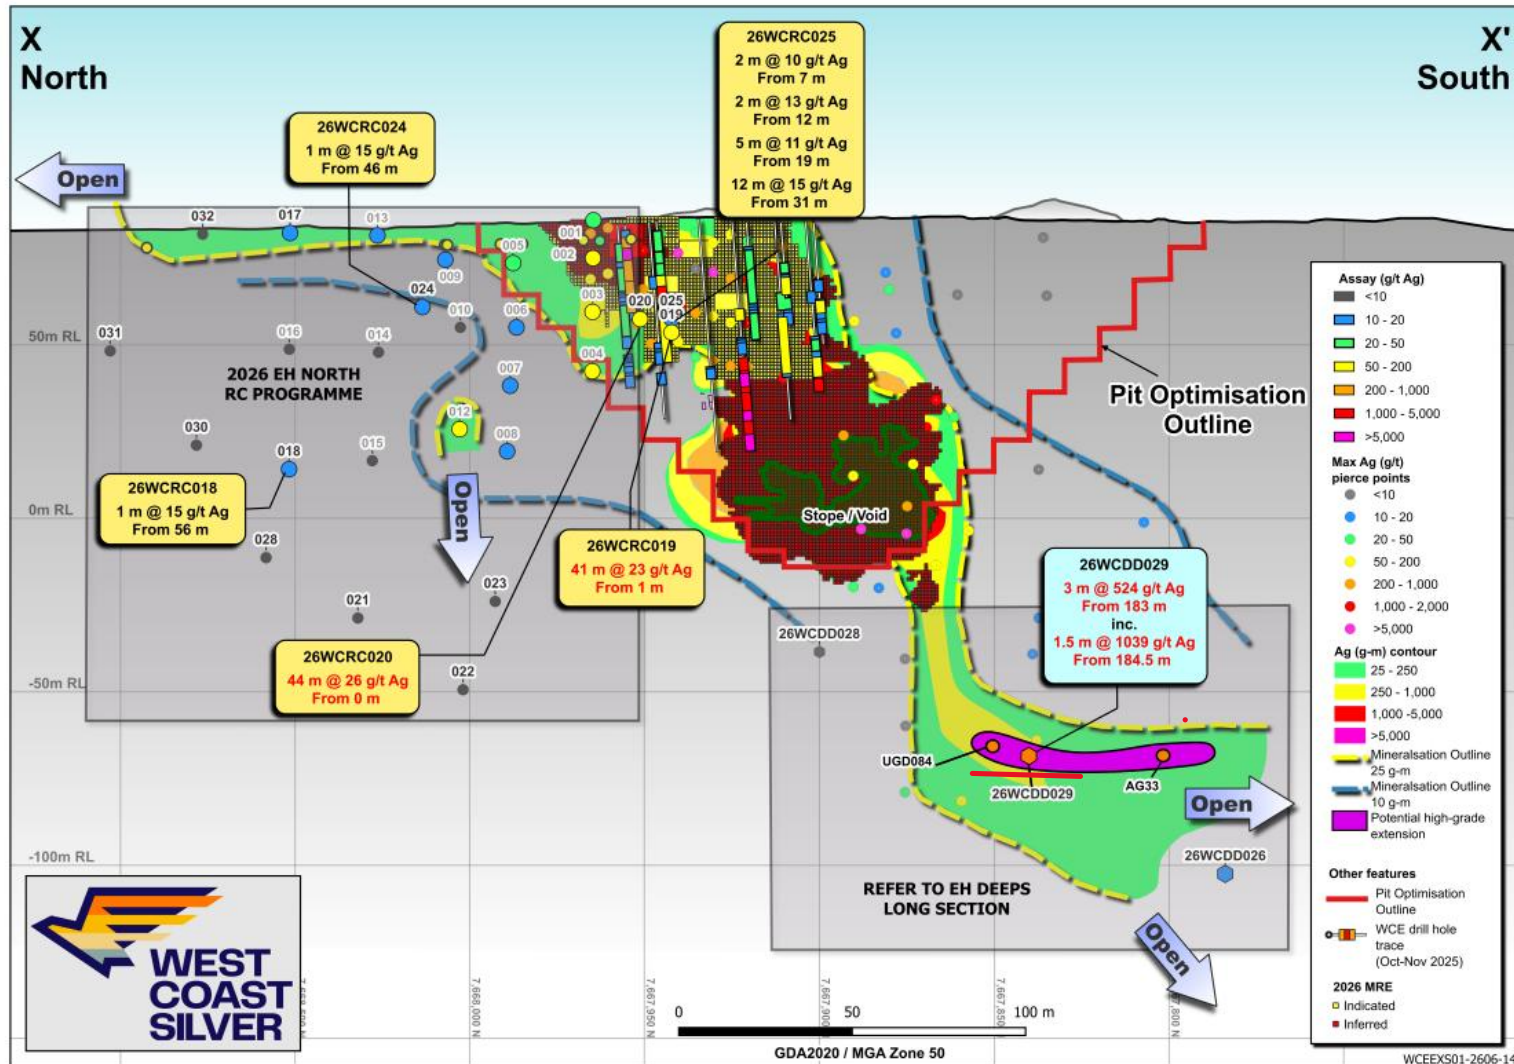 X
North
X'
South
26WCRC025
2 m @ 10 g/t Ag
From 7 m
2 m @ 13 g/t Ag
From 12 m
5 m @ 11 g/t Ag
From 19 m
12 m @ 15 g/t Ag
From 31 m
26WCRC024
1 m @ 15 g/t Ag
From 46 m
Open
032
017
013
009
005
001
002
003
004
024
010
006
020
025
019
031
016
014
007
50m RL
2026 EH NORTH
RC PROGRAMME
012
030
018
015
008
Open
26WCRC018
1 m @ 15 g/t Ag
From 56 m
0m RL
028
021
023
022
-50m RL
-100m RL
Stope / Void
Pit Optimisation
Outline
26WCRC019
41 m @ 23 g/t Ag
From 1 m
26WCRC020
44 m @ 26 g/t Ag
From 0 m
26WCDD029
3 m @ 524 g/t Ag
From 183 m
inc.
1.5 m @ 1039 g/t Ag
From 184.5 m
26WCDD028
UGD084
26WCDD029
AG33
Open
26WCDD026
REFER TO EH DEEPS
LONG SECTION
Open
WEST
COAST
SILVER
7,668,000 N
7,667,950 N
7,667,900 N
7,667,850 N
7,667,800 N
0
50
100 m
GDA2020 / MGA Zone 50
Assay (g/t Ag)
<10
10 - 20
20 - 50
50 - 200
200 - 1,000
1,000 - 5,000
>5,000
Max Ag (g/t)
pierce points
<10
10 - 20
20 - 50
50 - 200
200 - 1,000
1,000 - 2,000
>5,000
Ag (g-m) contour
25 - 250
250 - 1,000
1,000 -5,000
>5,000
Mineralsation Outline
25 g-m
Mineralsation Outline
10 g-m
Potential high-grade
extension
Other features
Pit Optimisation
Outline
WCE drill hole
trace
(Oct-Nov 2025)
2026 MRE
Indicated
Inferred
WCEEXS01-2606-14